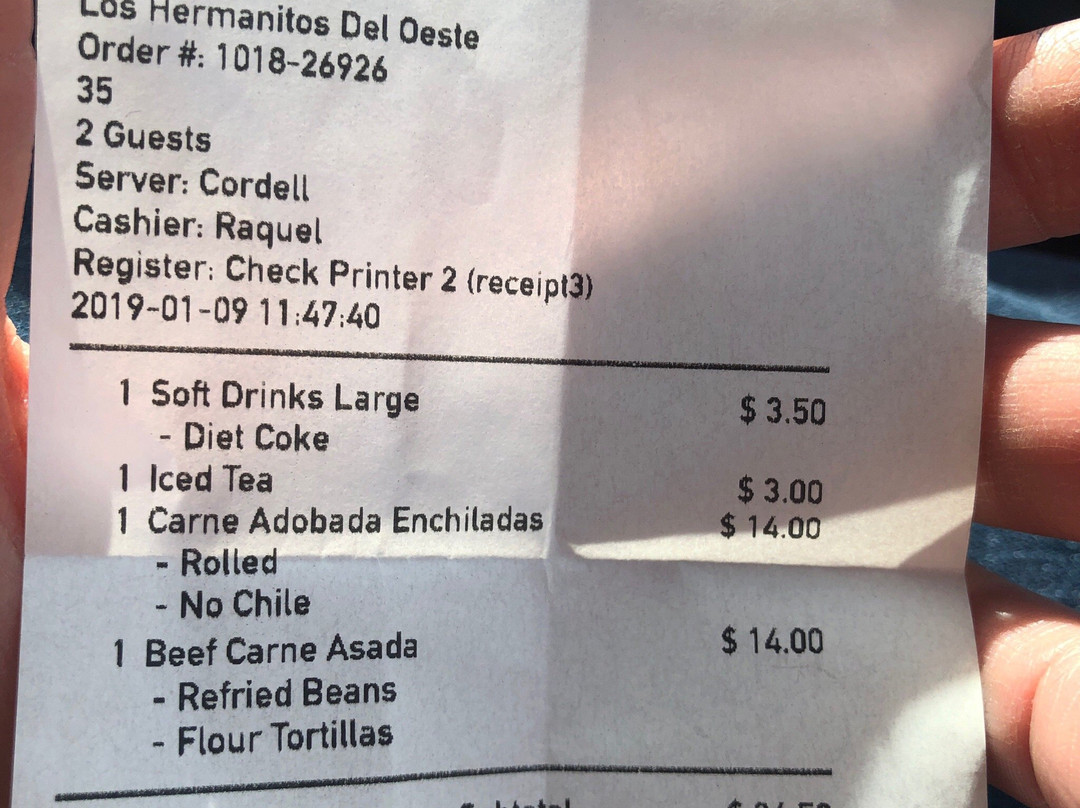 Los Hermanitos Del Oeste
Order #: 1018-26926
35
2 Guests
Server: Cordell
Cashier: Raquel
Register: Check Printer 2 (receipt3)
2019-01-09 11:47:40
1 Soft Drinks Large $ 3.50
- Diet Coke
1 Iced Tea $ 3.00
1 Carne Adobada Enchiladas $ 14.00
- Rolled
- No Chile
1 Beef Carne Asada $ 14.00
- Refried Beans
- Flour Tortillas